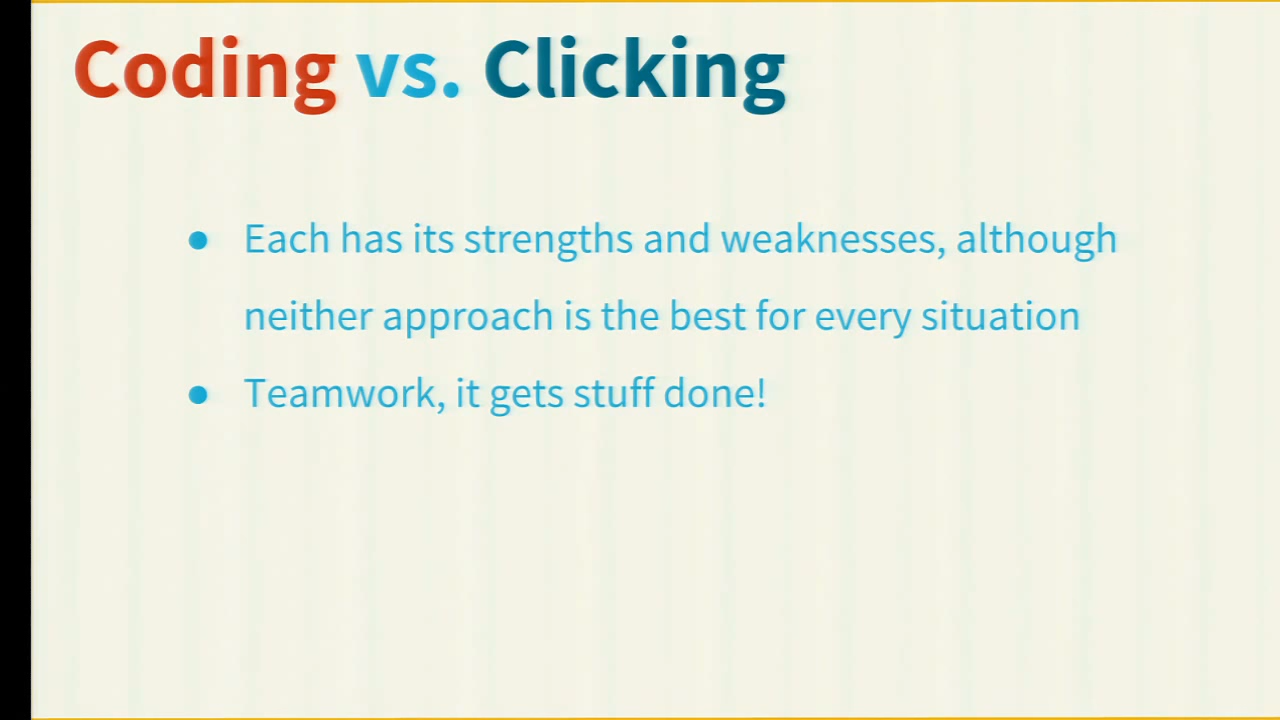 Coding vs. Clicking
● Each has its strengths and weaknesses, although
neither approach is the best for every situation
● Teamwork, it gets stuff done!